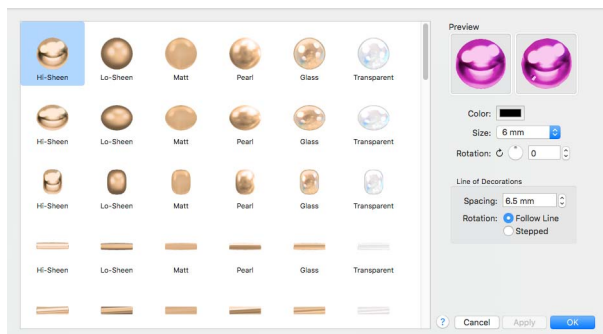 Hi-Sheen Lo-Sheen Matt Pearl Glass Transparent
Hi-Sheen Lo-Sheen Matt Pearl Glass Transparent
Hi-Sheen Lo-Sheen Matt Pearl Glass Transparent
Hi-Sheen Lo-Sheen Matt Pearl Glass Transparent
Preview
Color:
Size: 6 mm
Rotation: 0
Line of Decorations
Spacing: 6.5 mm
Rotation: Follow Line
Stepped
? Cancel Apply OK